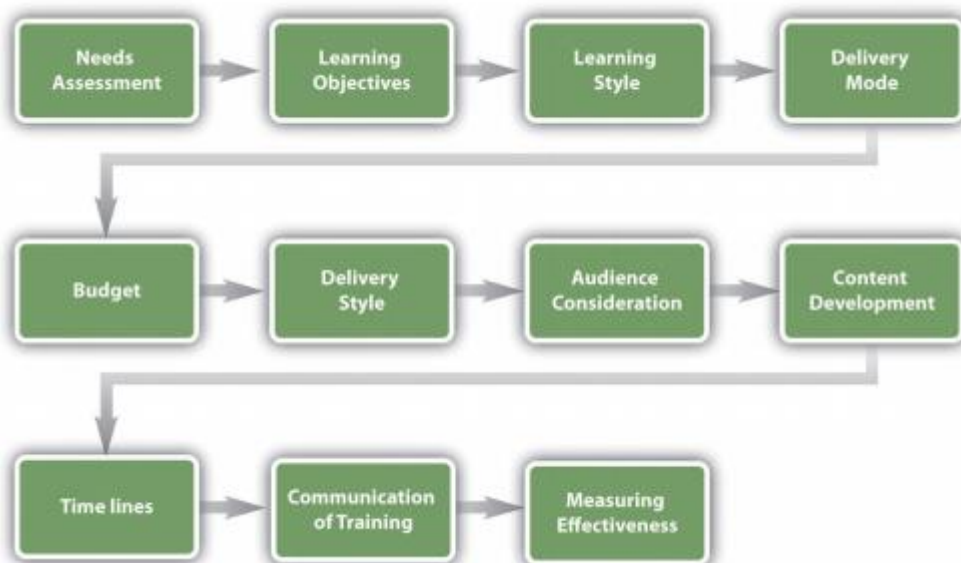 Needs
Assessment
Learning
Objectives
Learning
Style
Delivery
Mode
Budget
Delivery
Style
Audience
Consideration
Content
Development
Time lines
Communication
of Training
Measuring
Effectiveness